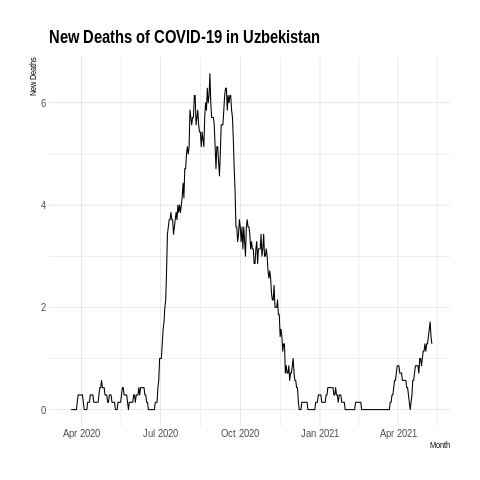 New Deaths of COVID-19 in Uzbekistan
New Deaths
6
4
2
0
Apr 2020 Jul 2020 Oct 2020 Jan 2021 Apr 2021
Month